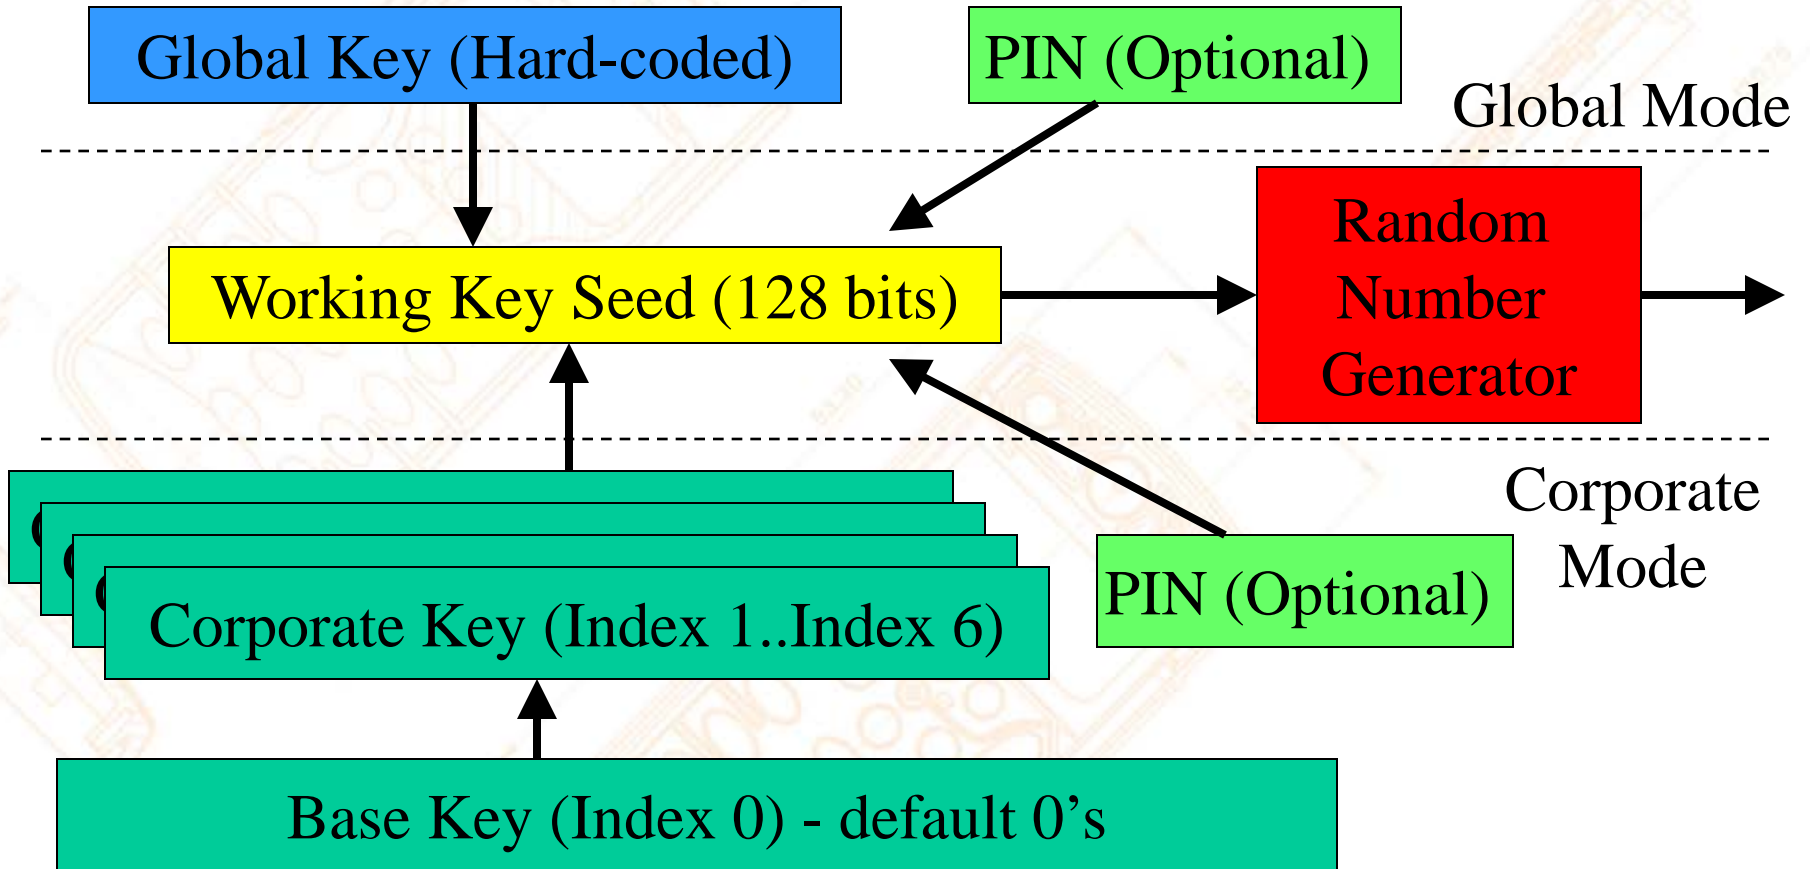 Global Key (Hard-coded)
PIN (Optional)
Global Mode
Working Key Seed (128 bits)
Random
Number
Generator
Corporate
Mode
Corporate Key (Index 1..Index 6)
PIN (Optional)
Base Key (Index 0) - default 0’s